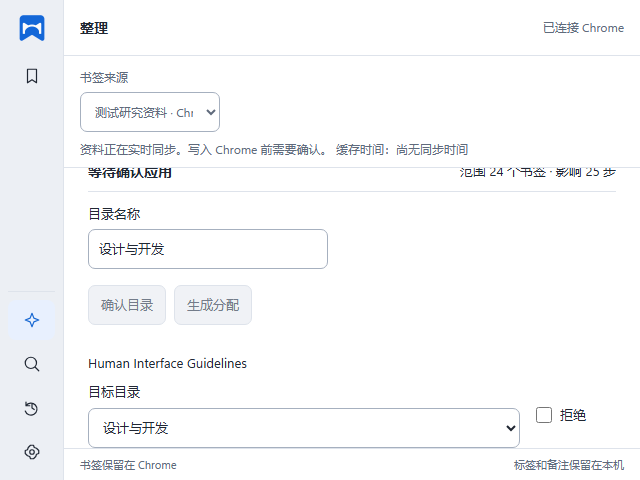 整理
已连接 Chrome
书签来源
测试研究资料 · Chr
资料正在实时同步。写入 Chrome 前需要确认。 缓存时间：尚无同步时间
等待确认应用
范围 24 个书签 · 影响 25 步
目录名称
设计与开发
确认目录
生成分配
Human Interface Guidelines
目标目录
设计与开发
拒绝
书签保留在 Chrome
标签和备注保留在本机